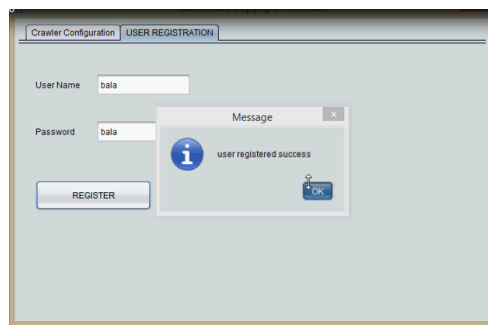 Crawler Configuration USER REGISTRATION
User Name bala
Message
Password bala
user registered success
OK
REGISTER